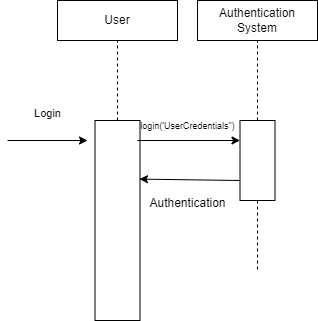 User
Authentication
System
Login
login("UserCredentials")
Authentication